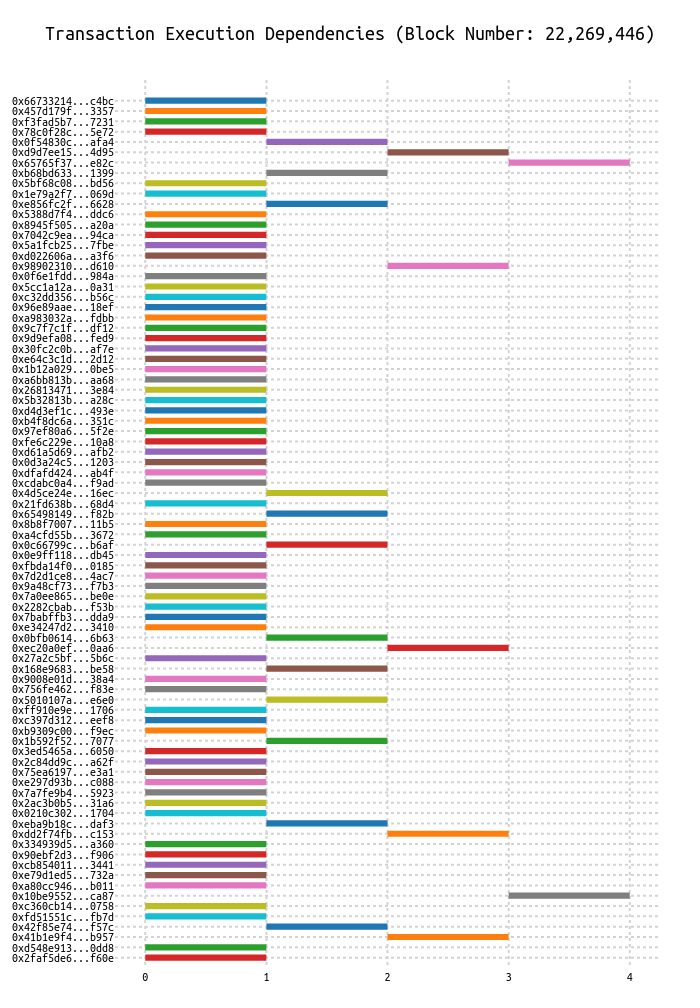 Transaction Execution Dependencies (Block Number: 22,269,446)
0x66733214...c4bc
0x457d179f...3357
0xf3fad5b7...7231
0x78c0f28c...5e72
0x0f54830c...afa4
0xd9d7ee15...4d95
0x65765f37...e82c
0xb68bd633...1399
0x5bf68c08...bd56
0x1e79a2f7...069d
0xe856fc2f...6628
0x5388d7f4...ddc6
0x8945f505...a20a
0x7042c9ea...94ca
0x5a1fcb25...7fbe
0xd022606a...a3f6
0x98902310...d610
0x0f6e1fdd...984a
0x5cc1a12a...0a31
0xc32dd356...b56c
0x96e89aae...18ef
0xa983032a...fdbb
0x9c7f7c1f...df12
0x9d9efa08...fed9
0x30fc2c0b...af7e
0xe64c3c1d...2d12
0x1b12a029...0be5
0xa6bb813b...aa68
0x26813471...3e84
0x5b32813b...a28c
0xd4d3ef1c...493e
0xb4f8dc6a...351c
0x97ef80a6...5f2e
0xfe6c229e...10a8
0xd61a5d69...afb2
0x0d3a24c5...1203
0xdfafd424...ab4f
0xcdabc0a4...f9ad
0x4d5ce24e...16ec
0x21fd638b...68d4
0x65498149...f82b
0x8b8f7007...11b5
0xa4cfd55b...3672
0x0c66799c...b6af
0x0e9ff118...db45
0xfbda14f0...0185
0x7d2d1ce8...4ac7
0x9a48cf73...f7b3
0x7a0ee865...be0e
0x2282cbab...f53b
0x7babffb3...dda9
0xe34247d2...3410
0x0bfb0614...6b63
0xec20a0ef...0aa6
0x27a2c5bf...5b6c
0x168e9683...be58
0x9008e01d...38a4
0x756fe462...f83e
0x5010107a...e6e0
0xff910e9e...1706
0xc397d312...eef8
0xb9309c00...f9ec
0x1b592f52...7077
0x3ed5465a...6050
0x2c84dd9c...a62f
0x75ea6197...e3a1
0xe297d93b...c088
0x7a7fe9b4...5923
0x2ac3b0b5...31a6
0x0210c302...1704
0xeba9b18c...daf3
0xdd2f74fb...c153
0x334939d5...a360
0x90ebf2d3...f906
0xcb854011...3441
0xe79d1ed5...732a
0xa80cc946...b011
0x10be9552...ca87
0xc360cb14...0758
0xfd51551c...fb7d
0x42f85e74...f57c
0x41b1e9f4...b957
0xd548e913...0dd8
0x2faf5de6...f60e
0 1 2 3 4